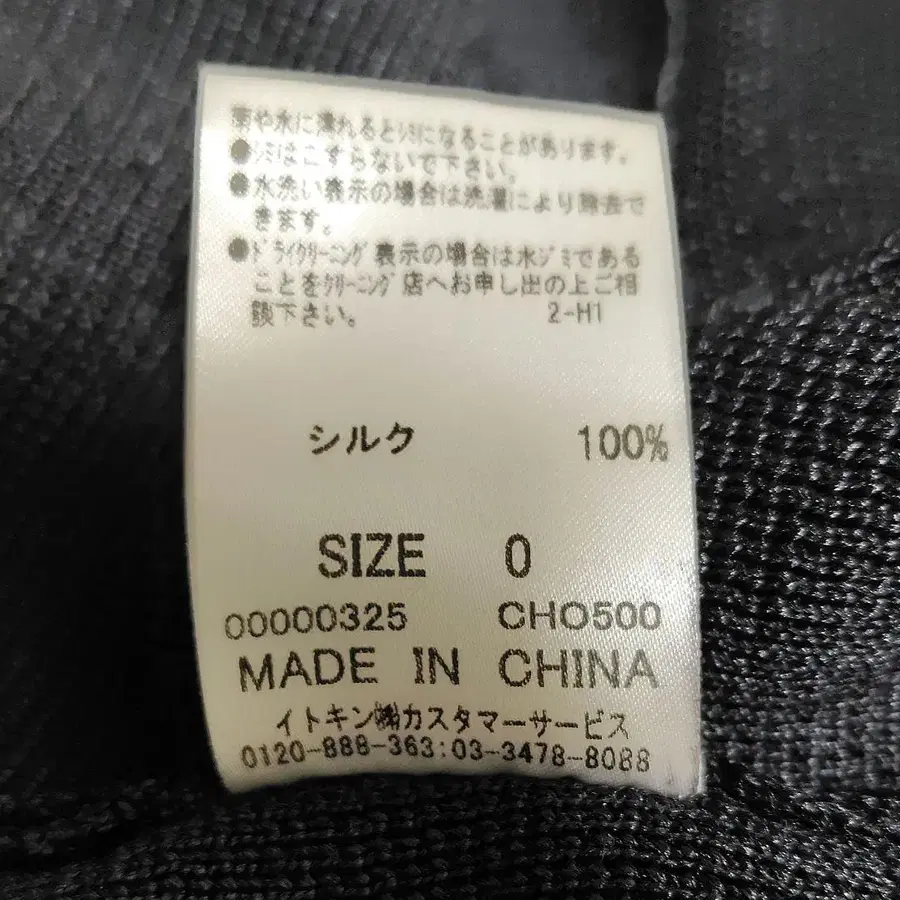 雨や水に濡れるとシミになることがあります。
●シミはこすらないで下さい。
●水洗い表示の場合は洗濯により除去で
きます。
●ドライクリーニング表示の場合は水ジミである
ことをクリーニング店へお申し出の上ご相
談下さい。 2-H1
シルク 100%
SIZE 0
00000325 CHO500
MADE IN CHINA
イトキン㈱カスタマーサービス
0120-888-363:03-3478-8088